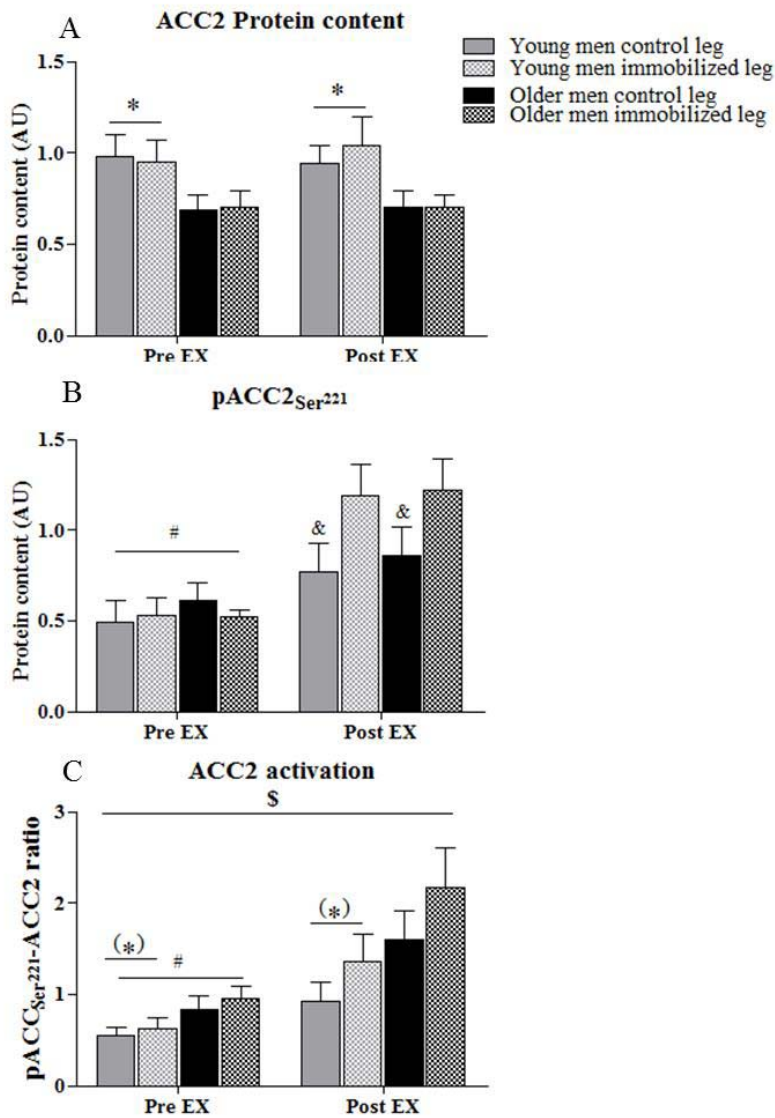 A
ACC2 Protein content
Young men control leg
Young men immobilized leg
Older men control leg
Older men immobilized leg
Protein content (AU)
1.5
1.0
0.5
0.0
*
*
Pre EX
Post EX
B
pACC2Ser221
Protein content (AU)
1.5
1.0
0.5
0.0
#
&
&
Pre EX
Post EX
C
ACC2 activation
$
pACCSer221-ACC2 ratio
3
2
1
0
(*)
#
(*)
Pre EX
Post EX